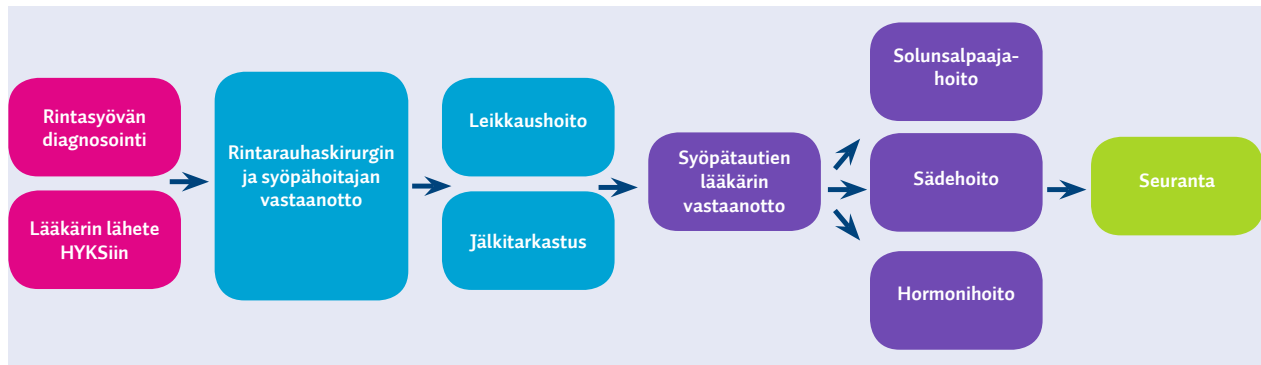 Rintasyövän
diagnosointi
Lääkärin lähete
HYKSiin
Rintarauhaskirurgin
ja syöpähoitajan
vastaanotto
Leikkaushoito
Jälkitarkastus
Syöpätautien
lääkärin
vastaanotto
Solunsalpaaja-
hoito
Sädehoito
Hormonihoito
Seuranta